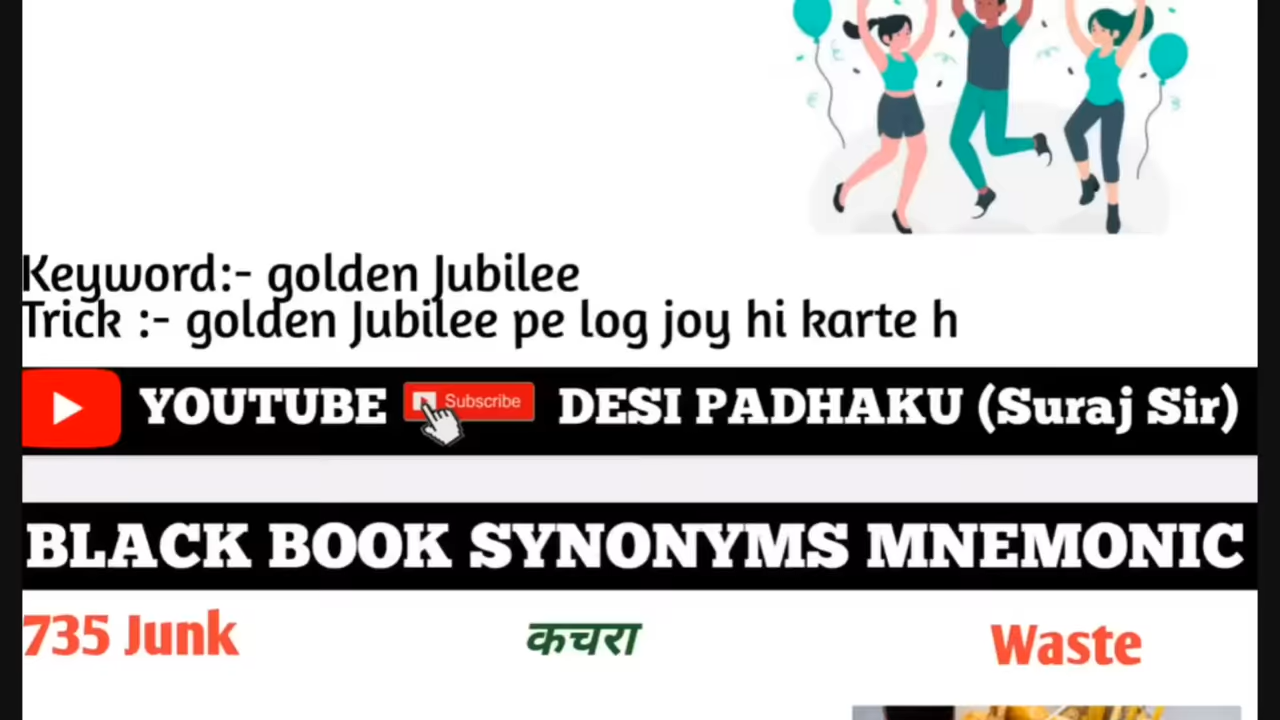 Keyword:- golden Jubilee
Trick :- golden Jubilee pe log joy hi karte h
YOUTUBE Subscribe DESI PADHAKU (Suraj Sir)
BLACK BOOK SYNONYMS MNEMONIC
735 Junk कचरा Waste